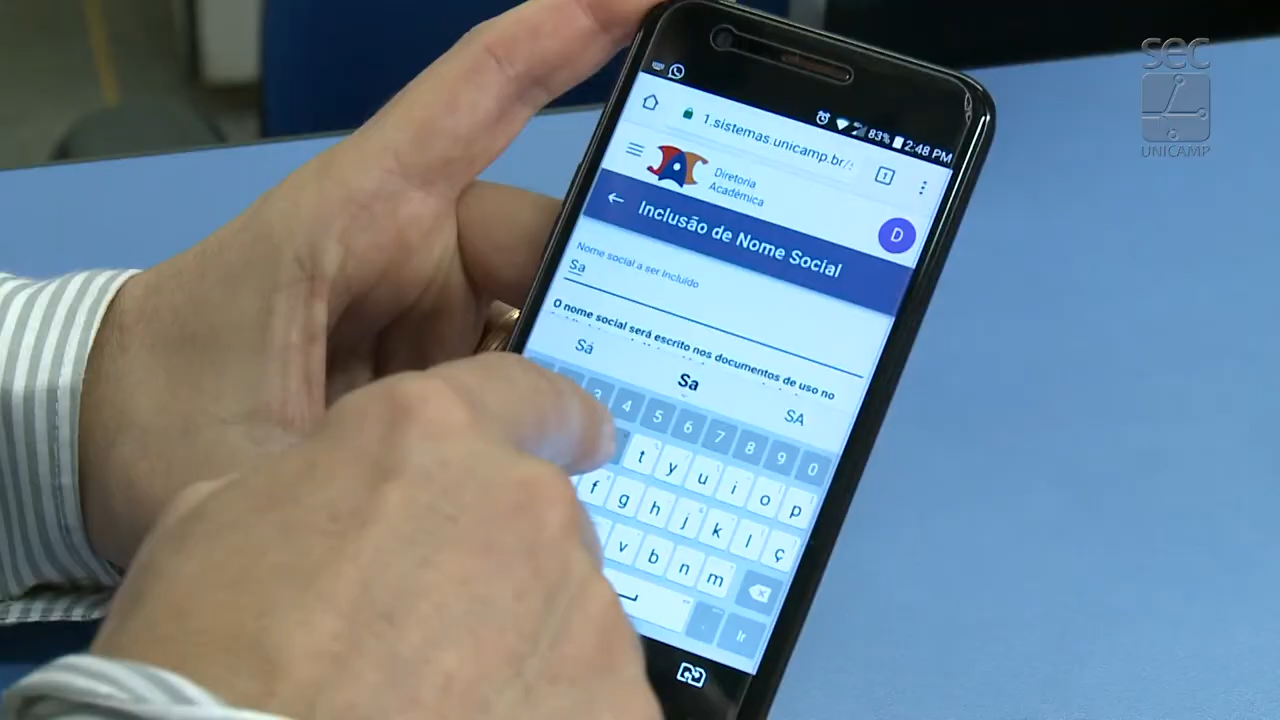 sec
UNICAMP
83% 2:48 PM
1.sistemas.unicamp.br/
1
Diretoria
Acadêmica
D
Inclusão de Nome Social
Nome social a ser Incluído
Sa
O nome social será escrito nos documentos de uso no
Sá Sa SA
3 4 5 6 7 8 9 0
t y u i o p
f g h j k l ç
v b n m
Ir